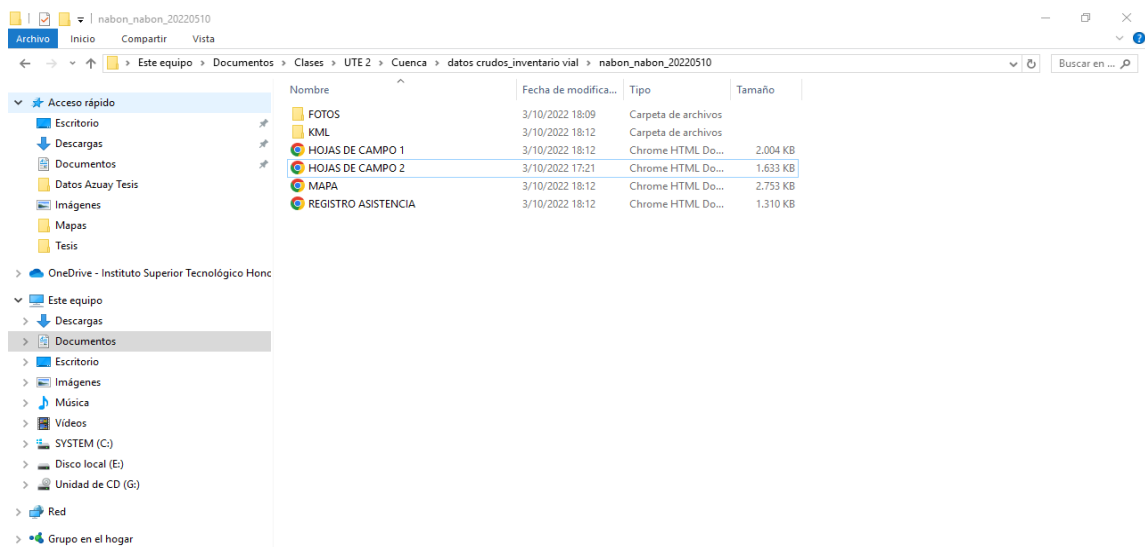 nabon_nabon_20220510
Archivo Inicio Compartir Vista
Este equipo > Documentos > Clases > UTE 2 > Cuenca > datos crudos_inventario vial > nabon_nabon_20220510
Buscar en ...
Nombre Fecha de modifica... Tipo Tamaño
FOTOS 3/10/2022 18:09 Carpeta de archivos
KML 3/10/2022 18:12 Carpeta de archivos
HOJAS DE CAMPO 1 3/10/2022 18:12 Chrome HTML Do... 2.004 KB
HOJAS DE CAMPO 2 3/10/2022 17:21 Chrome HTML Do... 1.633 KB
MAPA 3/10/2022 18:12 Chrome HTML Do... 2.753 KB
REGISTRO ASISTENCIA 3/10/2022 18:12 Chrome HTML Do... 1.310 KB
Acceso rápido
Escritorio
Descargas
Documentos
Datos Azuay Tesis
Imágenes
Mapas
Tesis
OneDrive - Instituto Superior Tecnológico Honc
Este equipo
Descargas
Documentos
Escritorio
Imágenes
Música
Vídeos
SYSTEM (C:)
Disco local (E:)
Unidad de CD (G:)
Red
Grupo en el hogar